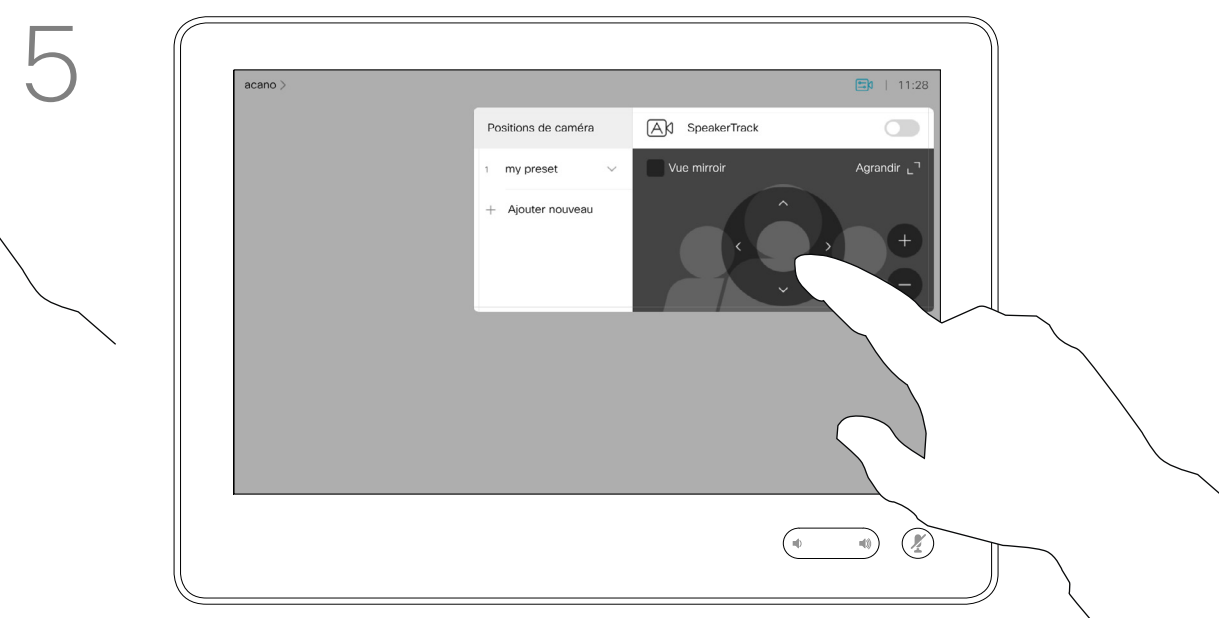 5
acano >
11:28
Positions de caméra
SpeakerTrack
1 my preset
Vue mirroir
Agrandir
+ Ajouter nouveau